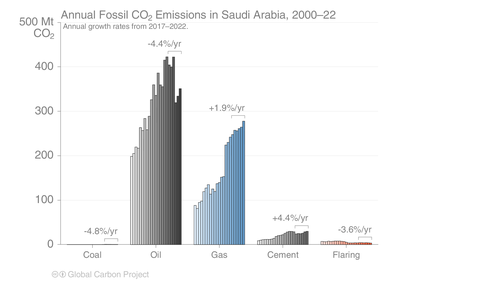 Annual Fossil CO₂ Emissions in Saudi Arabia, 2000–22
Annual growth rates from 2017–2022.
500 Mt
CO₂
400
300
200
100
0
-4.8%/yr
-4.4%/yr
+1.9%/yr
+4.4%/yr
-3.6%/yr
Coal
Oil
Gas
Cement
Flaring
Global Carbon Project